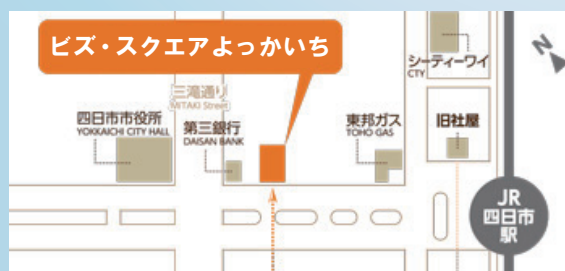 ビズ・スクエアよっかいち
シーティーワイ
CTY
N
三滝通り
MITAKI Street
四日市市役所
YOKKAICHI CITY HALL
第三銀行
DAISAN BANK
東邦ガス
TOHO GAS
旧社屋
JR
四日市
駅